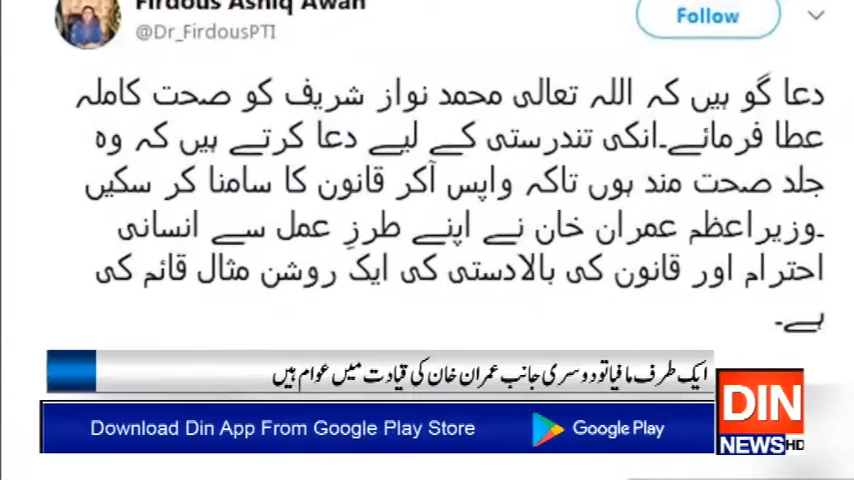 Firdous Ashiq Awan
@Dr_FirdousPTI
Follow
دعا گو ہیں کہ اللہ تعالی محمد نواز شریف کو صحت کاملہ
عطا فرمائے۔انکی تندرستی کے لیے دعا کرتے ہیں کہ وہ
جلد صحت مند ہوں تاکہ واپس آکر قانون کا سامنا کر سکیں
۔وزیراعظم عمران خان نے اپنے طرزِ عمل سے انسانی
احترام اور قانون کی بالادستی کی ایک روشن مثال قائم کی
ہے۔
ایک طرف مافیا تو دوسری جانب عمران خان کی قیادت میں عوام ہیں
Download Din App From Google Play Store
Google Play
DIN
NEWS HD